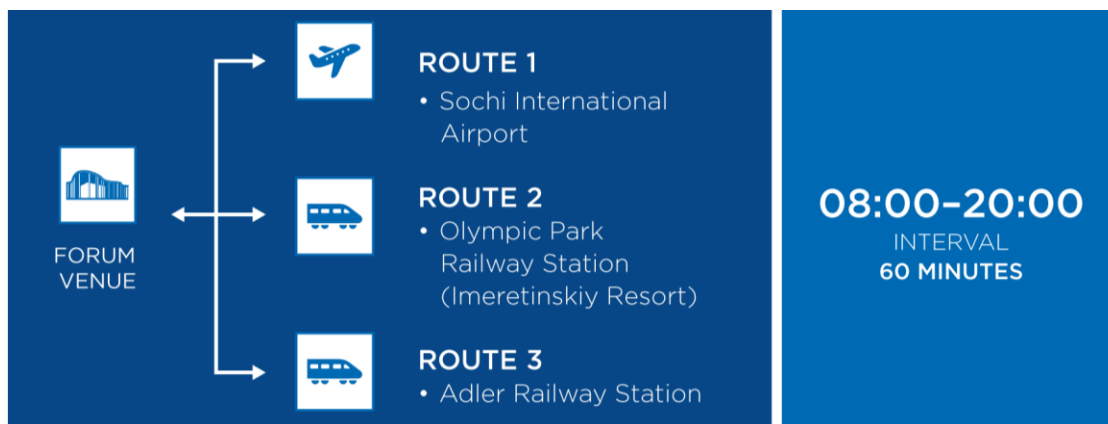 FORUM
VENUE
ROUTE 1
• Sochi International
Airport
ROUTE 2
• Olympic Park
Railway Station
(Imeretinskiy Resort)
ROUTE 3
• Adler Railway Station
08:00–20:00
INTERVAL
60 MINUTES